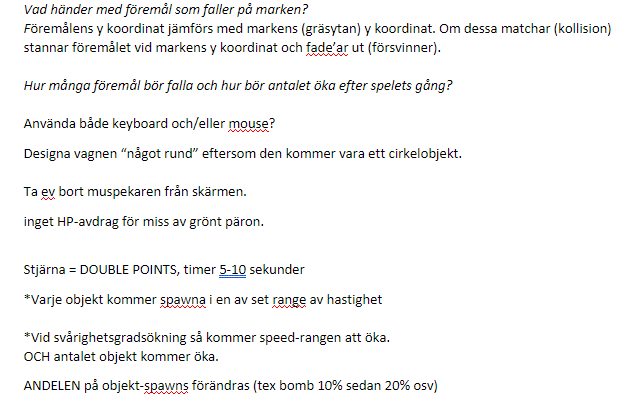 Vad händer med föremål som faller på marken?
Föremålens y koordinat jämförs med markens (gräsytan) y koordinat. Om dessa matchar (kollision)
stannar föremålet vid markens y koordinat och fade’ar ut (försvinner).
Hur många föremål bör falla och hur bör antalet öka efter spelets gång?
Använda både keyboard och/eller mouse?
Designa vagnen ”något rund” eftersom den kommer vara ett cirkelobjekt.
Ta ev bort muspekaren från skärmen.
inget HP-avdrag för miss av grönt päron.
Stjärna = DOUBLE POINTS, timer 5-10 sekunder
*Varje objekt kommer spawna i en av set range av hastighet
*Vid svårighetsgradsökning så kommer speed-rangen att öka.
OCH antalet objekt kommer öka.
ANDELEN på objekt-spawns förändras (tex bomb 10% sedan 20% osv)